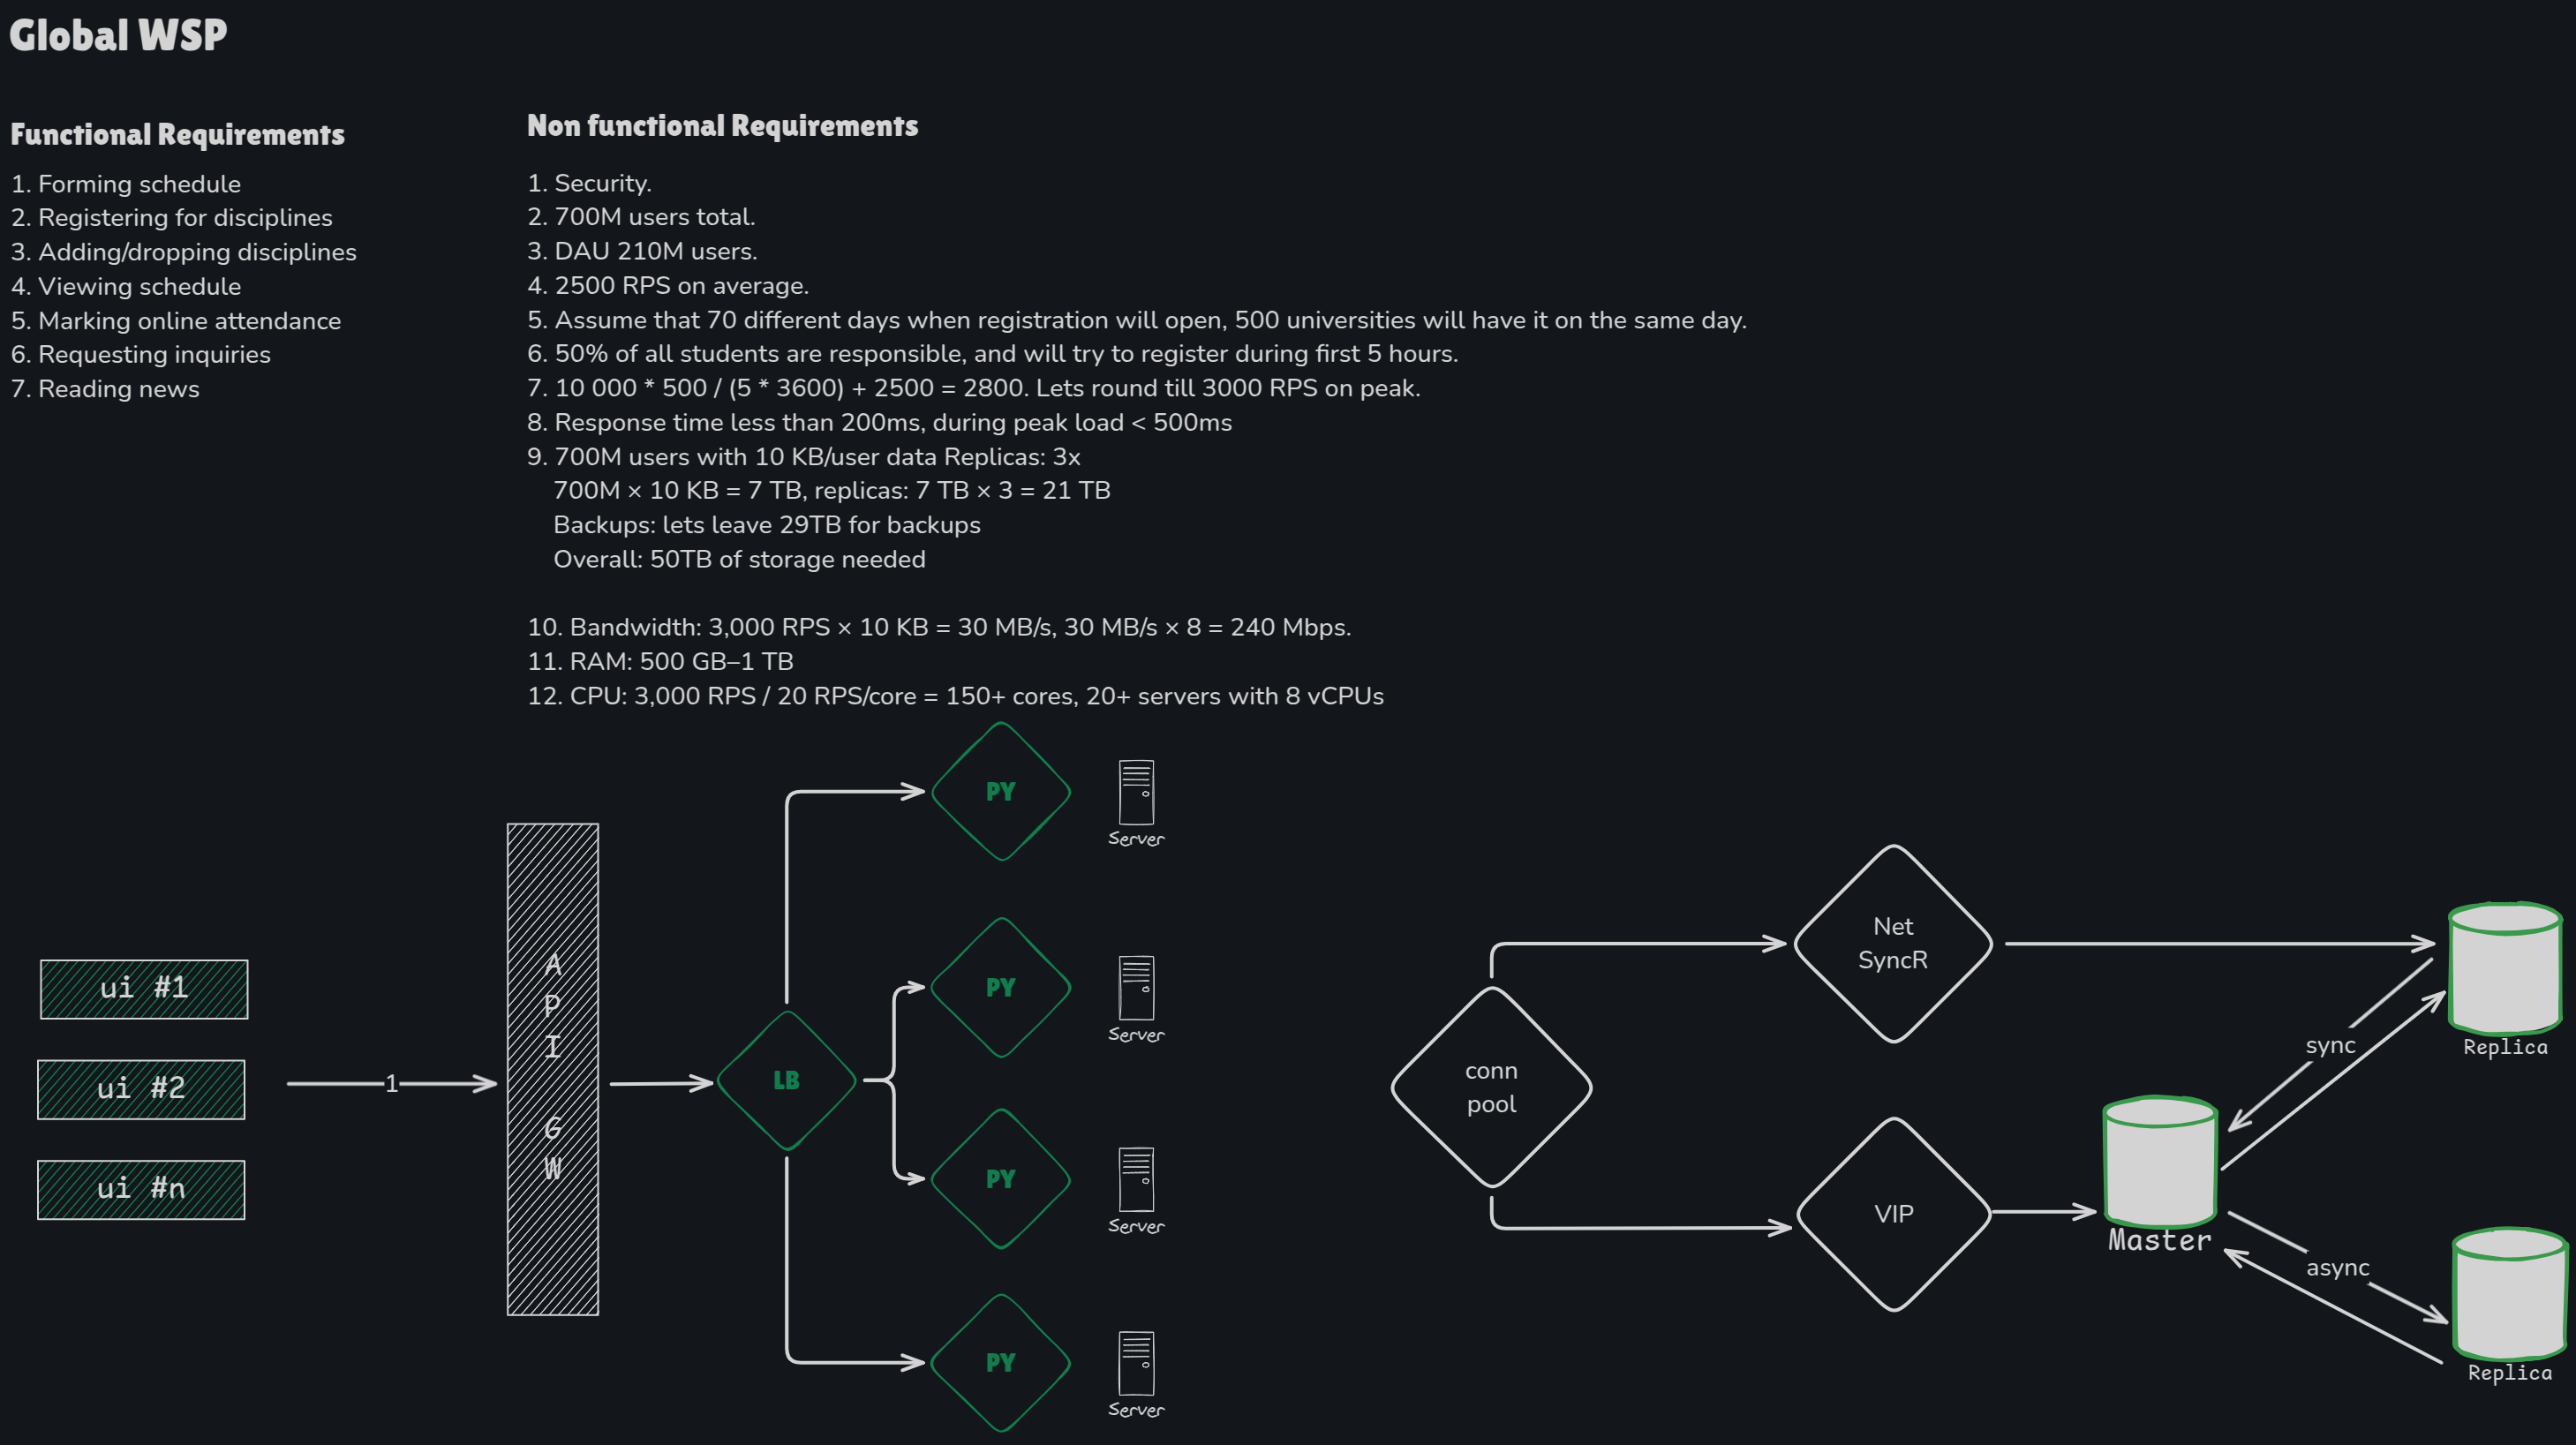 Global WSP
Functional Requirements
1. Forming schedule
2. Registering for disciplines
3. Adding/dropping disciplines
4. Viewing schedule
5. Marking online attendance
6. Requesting inquiries
7. Reading news
Non functional Requirements
1. Security.
2. 700M users total.
3. DAU 210M users.
4. 2500 RPS on average.
5. Assume that 70 different days when registration will open, 500 universities will have it on the same day.
6. 50% of all students are responsible, and will try to register during first 5 hours.
7. 10 000 * 500 / (5 * 3600) + 2500 = 2800. Lets round till 3000 RPS on peak.
8. Response time less than 200ms, during peak load < 500ms
9. 700M users with 10 KB/user data Replicas: 3x
700M × 10 KB = 7 TB, replicas: 7 TB × 3 = 21 TB
Backups: lets leave 29TB for backups
Overall: 50TB of storage needed
10. Bandwidth: 3,000 RPS × 10 KB = 30 MB/s, 30 MB/s × 8 = 240 Mbps.
11. RAM: 500 GB–1 TB
12. CPU: 3,000 RPS / 20 RPS/core = 150+ cores, 20+ servers with 8 vCPUs
ui #1
ui #2
ui #n
1
A
P
I
G
W
LB
PY
Server
PY
Server
PY
Server
PY
Server
conn
pool
Net
SyncR
VIP
Master
sync
async
Replica
Replica